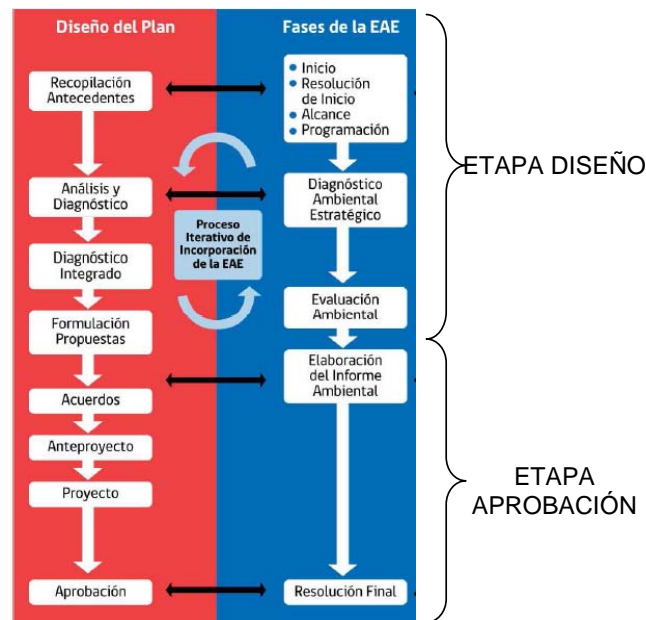 Diseño del Plan
Fases de la EAE
Recopilación
Antecedentes
• Inicio
• Resolución
de Inicio
• Alcance
• Programación
ETAPA DISEÑO
Análisis y
Diagnóstico
Diagnóstico
Ambiental
Estratégico
Proceso
Iterativo de
Incorporación
de la EAE
Diagnóstico
Integrado
Evaluación
Ambiental
Formulación
Propuestas
Elaboración
del Informe
Ambiental
Acuerdos
Anteproyecto
Proyecto
ETAPA
APROBACIÓN
Aprobación
Resolución Final